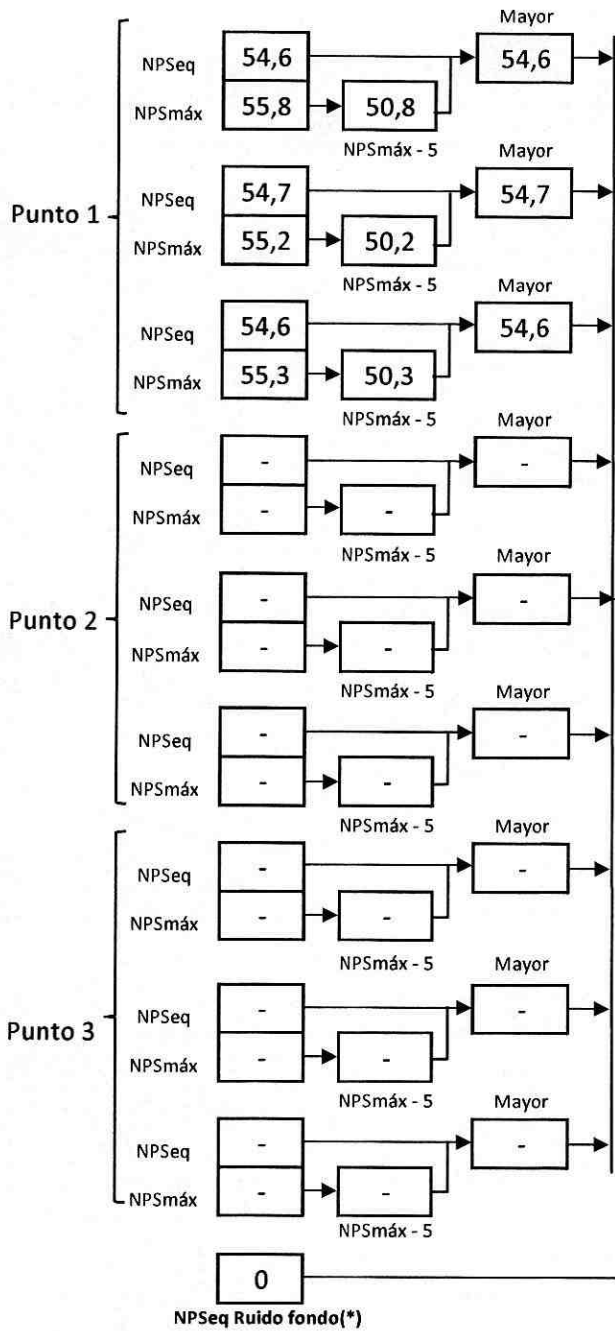 Mayor
NPSeq 54,6 54,6
NPSmáx 55,8 50,8
NPSmáx - 5
Mayor
NPSeq 54,7 54,7
Punto 1
NPSmáx 55,2 50,2
NPSmáx - 5
Mayor
NPSeq 54,6 54,6
NPSmáx 55,3 50,3
NPSmáx - 5
Mayor
NPSeq - -
NPSmáx - -
NPSmáx - 5
Mayor
NPSeq - -
Punto 2
NPSmáx - -
NPSmáx - 5
Mayor
NPSeq - -
NPSmáx - -
NPSmáx - 5
Mayor
NPSeq - -
NPSmáx - -
NPSmáx - 5
Mayor
NPSeq - -
Punto 3
NPSmáx - -
NPSmáx - 5
Mayor
NPSeq - -
NPSmáx - -
NPSmáx - 5
0
NPSeq Ruido fondo(*)